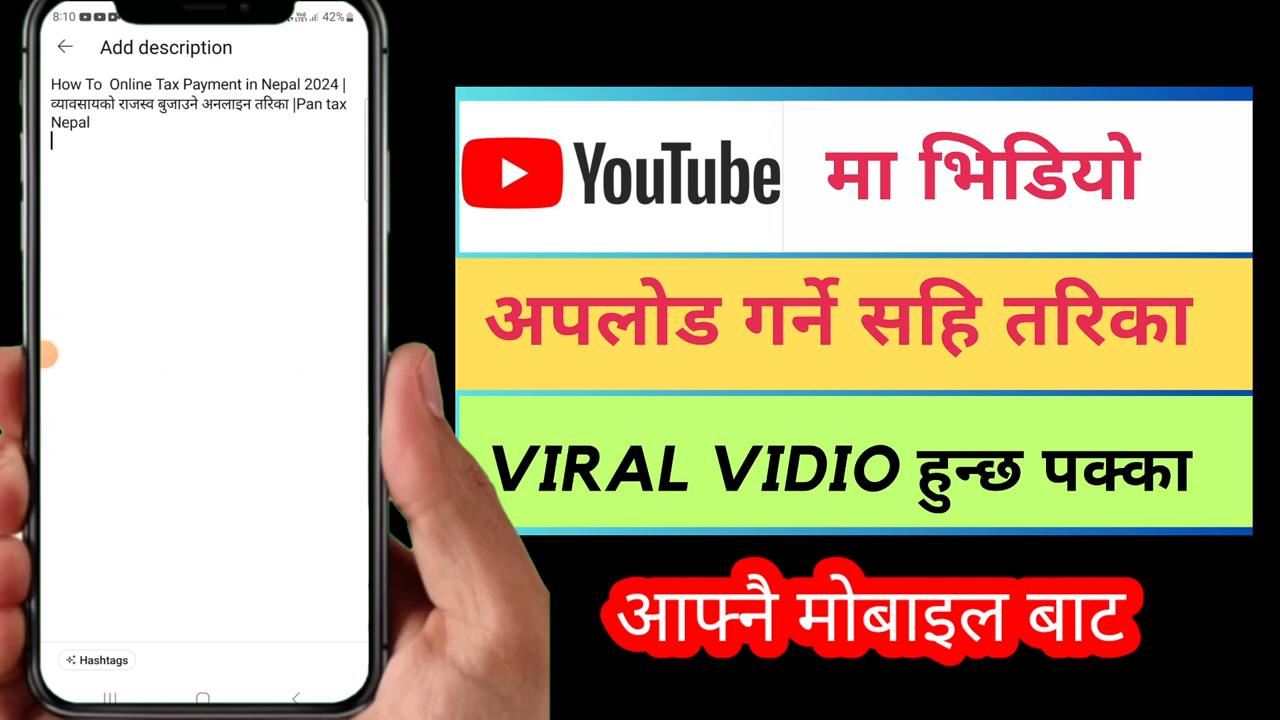 8:10 42%
Add description
How To Online Tax Payment in Nepal 2024 |
व्यावसायको राजस्व बुजाउने अनलाइन तरिका |Pan tax
Nepal
Hashtags
YouTube मा भिडियो
अपलोड गर्ने सहि तरिका
VIRAL VIDIO हुन्छ पक्का
आफ्नै मोबाइल बाट